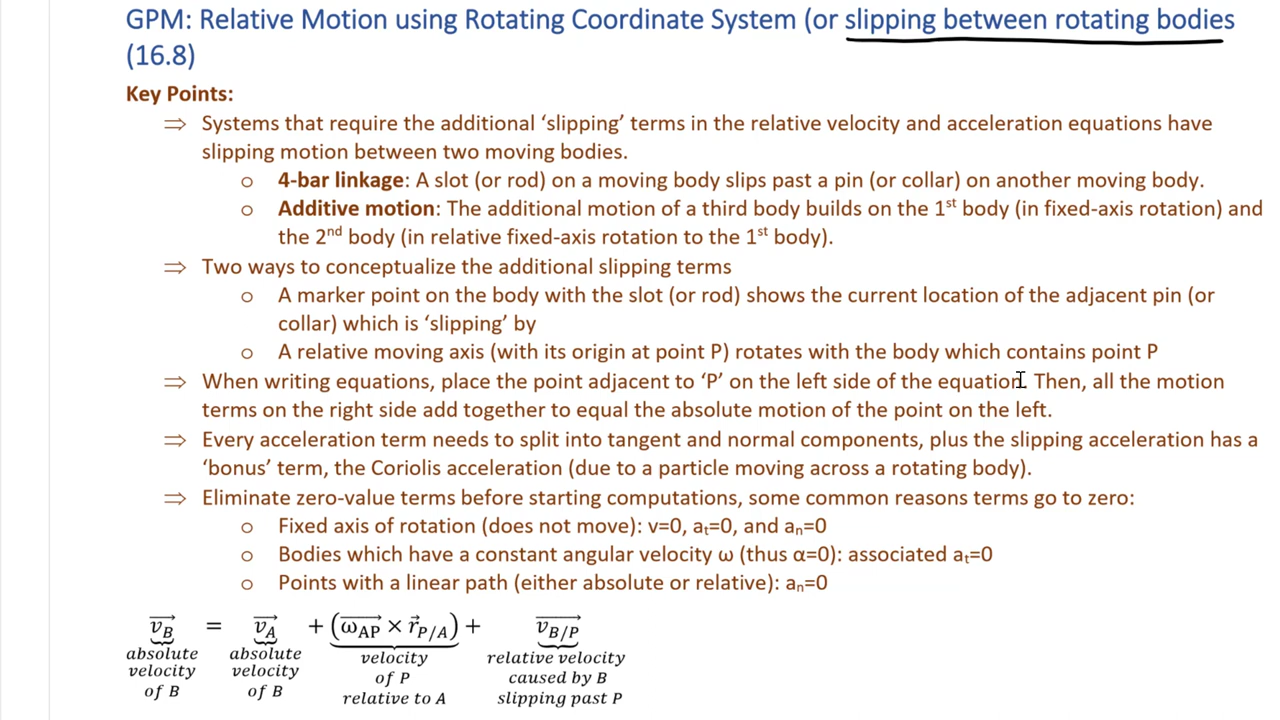 GPM: Relative Motion using Rotating Coordinate System (or slipping between rotating bodies
(16.8)
Key Points:
⇒ Systems that require the additional ‘slipping’ terms in the relative velocity and acceleration equations have
slipping motion between two moving bodies.
o 4-bar linkage: A slot (or rod) on a moving body slips past a pin (or collar) on another moving body.
o Additive motion: The additional motion of a third body builds on the 1st body (in fixed-axis rotation) and
the 2nd body (in relative fixed-axis rotation to the 1st body).
⇒ Two ways to conceptualize the additional slipping terms
o A marker point on the body with the slot (or rod) shows the current location of the adjacent pin (or
collar) which is ‘slipping’ by
o A relative moving axis (with its origin at point P) rotates with the body which contains point P
⇒ When writing equations, place the point adjacent to ‘P’ on the left side of the equation. Then, all the motion
terms on the right side add together to equal the absolute motion of the point on the left.
⇒ Every acceleration term needs to split into tangent and normal components, plus the slipping acceleration has a
‘bonus’ term, the Coriolis acceleration (due to a particle moving across a rotating body).
⇒ Eliminate zero-value terms before starting computations, some common reasons terms go to zero:
o Fixed axis of rotation (does not move): v=0, at=0, and an=0
o Bodies which have a constant angular velocity ω (thus α=0): associated at=0
o Points with a linear path (either absolute or relative): an=0
v⃗_B = v⃗_A + (ω⃗_AP × r⃗_P/A) + v⃗_B/P
absolute absolute velocity relative velocity
velocity velocity of P caused by B
of B of B relative to A slipping past P